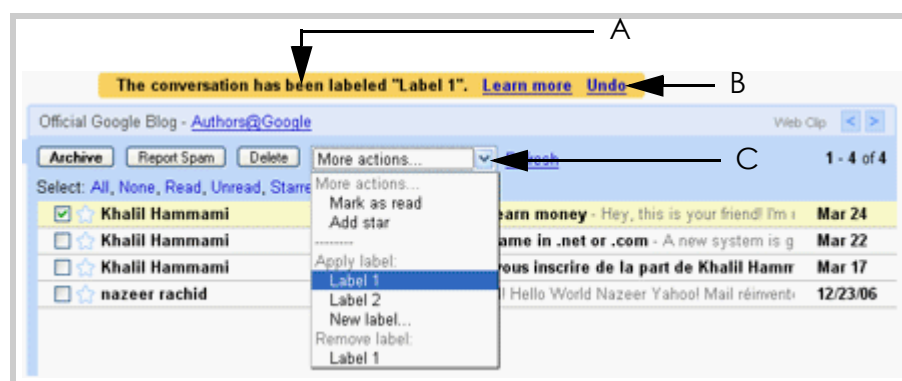 A
The conversation has been labeled "Label 1". Learn more Undo
B
Official Google Blog - Authors@Google
Web Clip < >
Archive Report Spam Delete More actions... Refresh
C
1 - 4 of 4
Select: All, None, Read, Unread, Starre
More actions...
Mark as read
Add star
--------
Apply label:
Label 1
Label 2
New label...
Remove label:
Label 1
Khalil Hammami earn money - Hey, this is your friend! I'm Mar 24
Khalil Hammami ame in .net or .com - A new system is g Mar 22
Khalil Hammami vous inscrire de la part de Khalil Hamm Mar 17
nazeer rachid ! Hello World Nazeer Yahoo! Mail réinvent 12/23/06